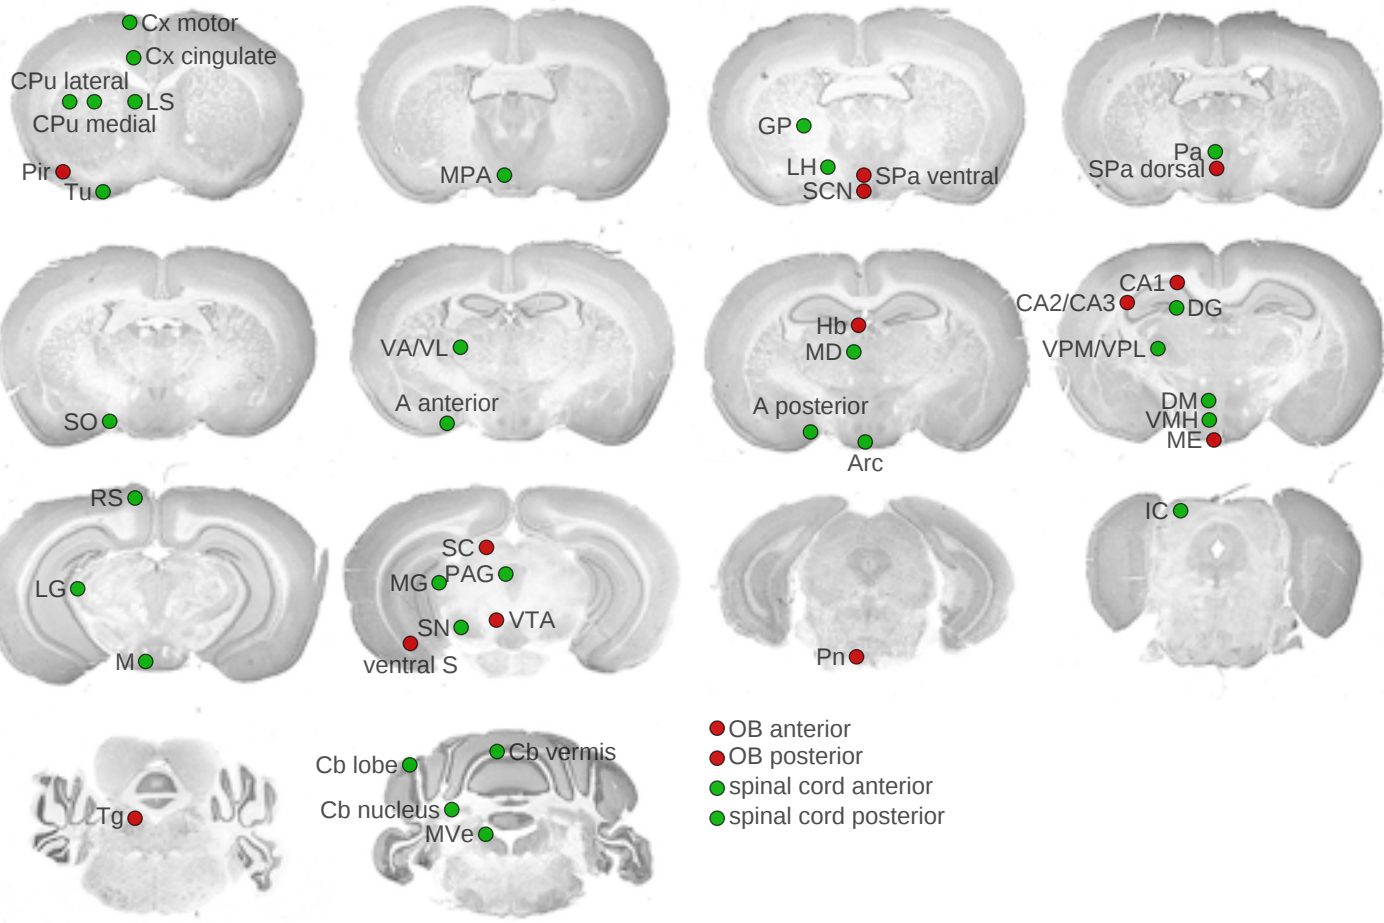 Cx motor
Cx cingulate
CPu lateral
LS
CPu medial
Pir
Tu
MPA
GP
LH
SPa ventral
SCN
Pa
SPa dorsal
SO
VA/VL
A anterior
Hb
MD
A posterior
Arc
CA1
CA2/CA3
DG
VPM/VPL
DM
VMH
ME
RS
LG
M
SC
MG
PAG
SN
VTA
ventral S
Pn
IC
Tg
Cb lobe
Cb vermis
Cb nucleus
MVe
OB anterior
OB posterior
spinal cord anterior
spinal cord posterior